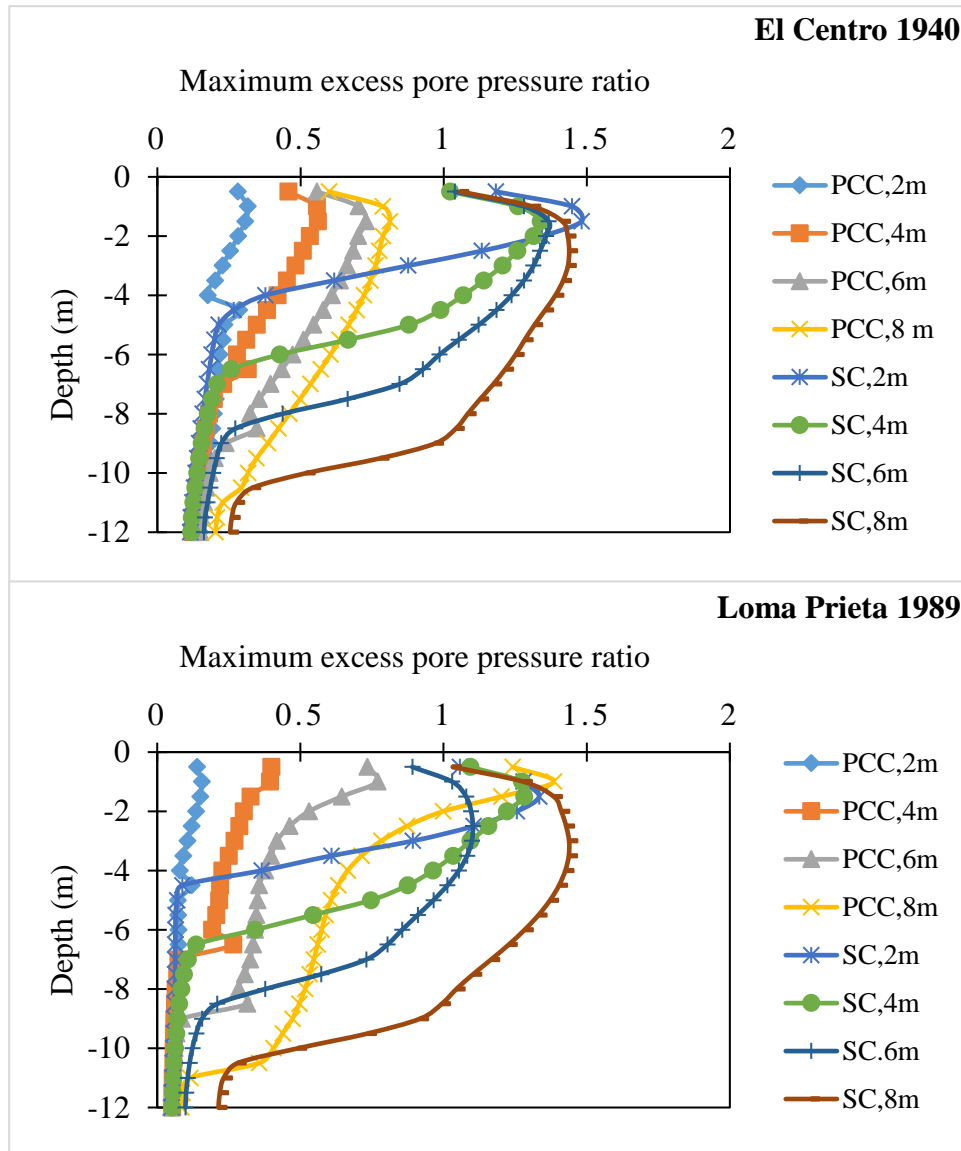 El Centro 1940
Maximum excess pore pressure ratio
0 0.5 1 1.5 2
0
-2
-4
-6
-8
-10
-12
Depth (m)
PCC,2m
PCC,4m
PCC,6m
PCC,8 m
SC,2m
SC,4m
SC,6m
SC,8m
Loma Prieta 1989
Maximum excess pore pressure ratio
0 0.5 1 1.5 2
0
-2
-4
-6
-8
-10
-12
Depth (m)
PCC,2m
PCC,4m
PCC,6m
PCC,8m
SC,2m
SC,4m
SC.6m
SC,8m